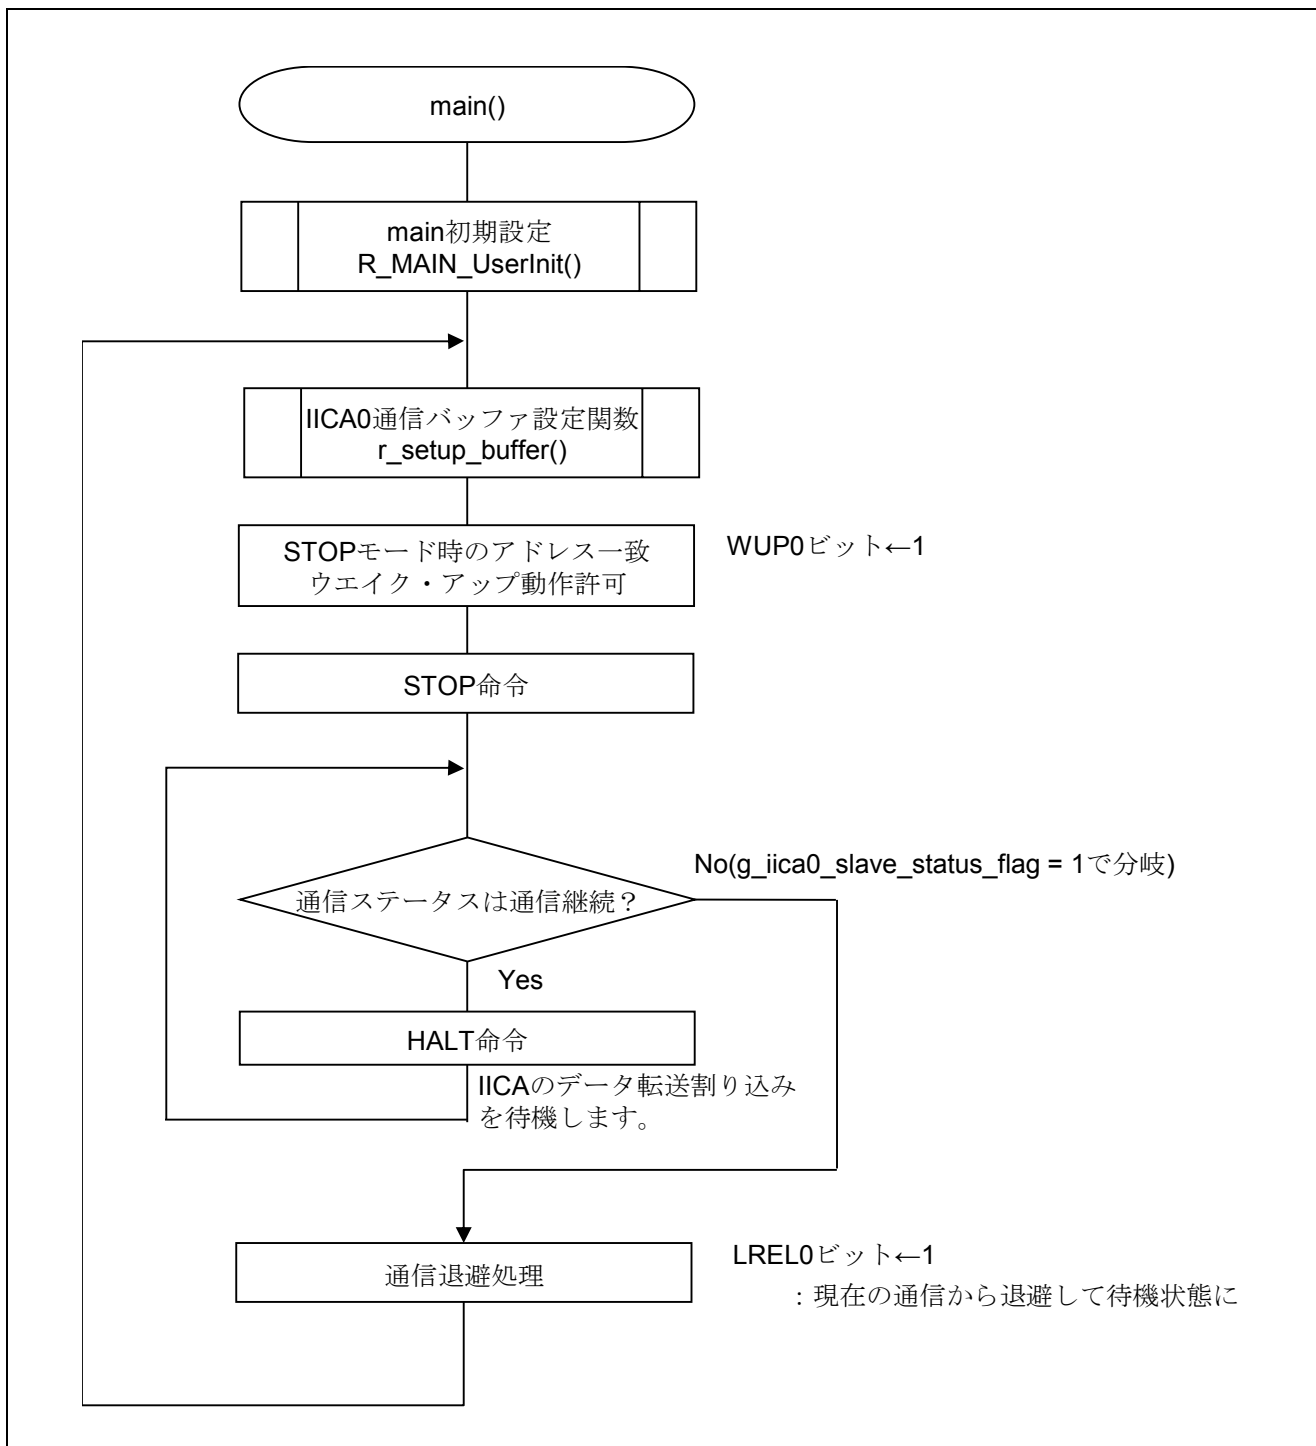 main()
main初期設定
R_MAIN_UserInit()
IICA0通信バッファ設定関数
r_setup_buffer()
STOPモード時のアドレス一致
ウエイク・アップ動作許可
WUP0ビット←1
STOP命令
No(g_iica0_slave_status_flag = 1で分岐)
通信ステータスは通信継続？
Yes
HALT命令
IICAのデータ転送割り込み
を待機します。
通信退避処理
LREL0ビット←1
：現在の通信から退避して待機状態に